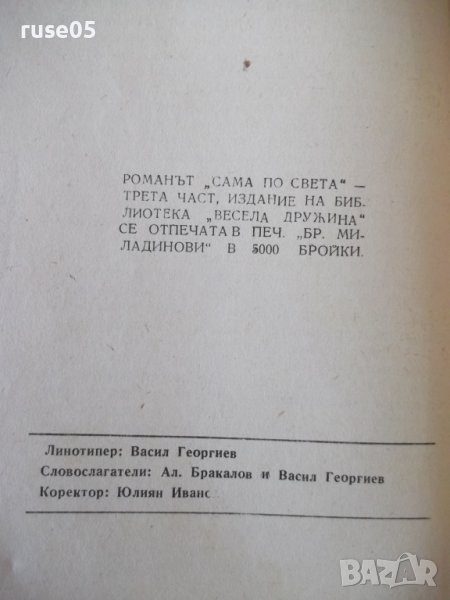 ruse05
РОМАНЪТ „САМА ПО СВЕТА“ —
ТРЕТА ЧАСТ, ИЗДАНИЕ НА БИБ-
ЛИОТЕКА „ВЕСЕЛА ДРУЖИНА“
СЕ ОТПЕЧАТА В ПЕЧ. „БР. МИ-
ЛАДИНОВИ“ В 5000 БРОЙКИ.
Линотипер: Васил Георгиев
Словослагатели: Ал. Бракалов и Васил Георгиев
Коректор: Юлиян Иванс
BAZAR